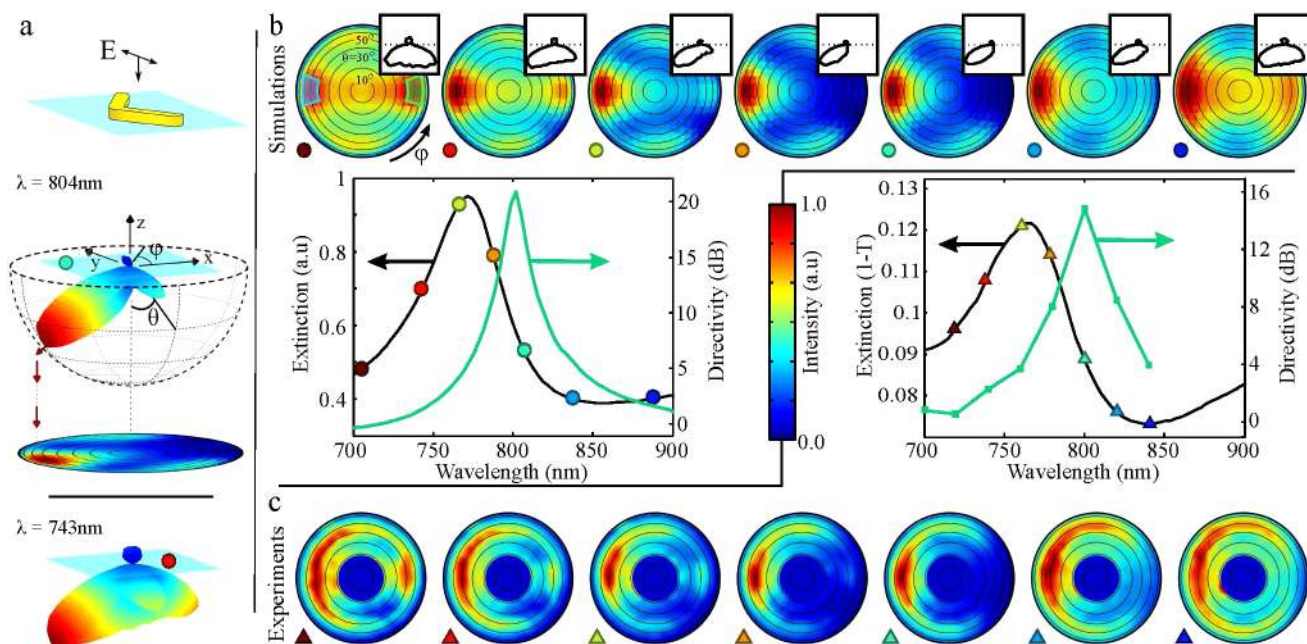 a
E
λ = 804nm
z
φ
y
x
θ
λ = 743nm
b
Simulations
50°
θ=30°
10°
φ
1
0.8
0.6
0.4
Extinction (a.u)
20
15
10
5
0
Directivity (dB)
700 750 800 850 900
Wavelength (nm)
1.0
Intensity (a.u)
0.0
0.13
0.12
0.11
0.1
0.09
0.08
Extinction (1-T)
16
12
8
4
0
Directivity (dB)
700 750 800 850 900
Wavelength (nm)
c
Experiments